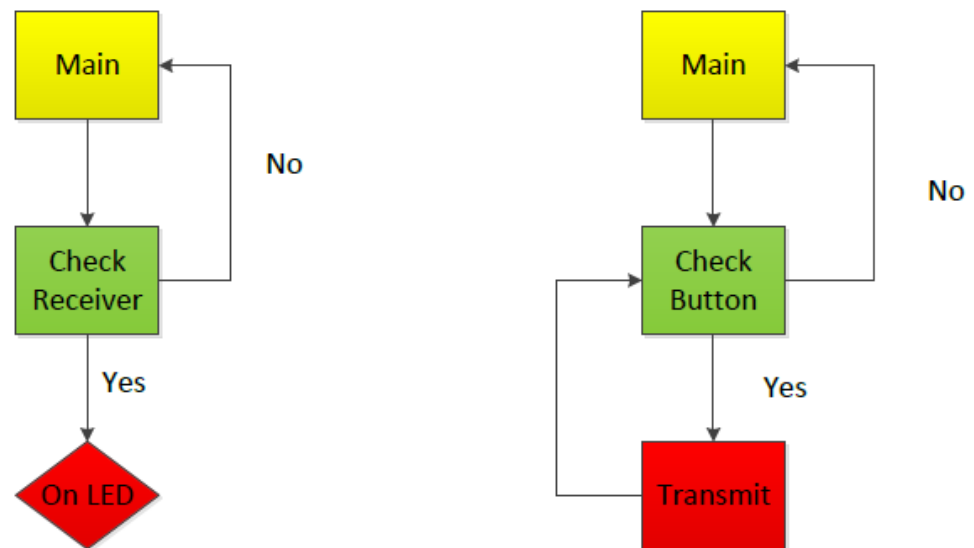 Main
No
Check
Receiver
Yes
On LED
Main
No
Check
Button
Yes
Transmit